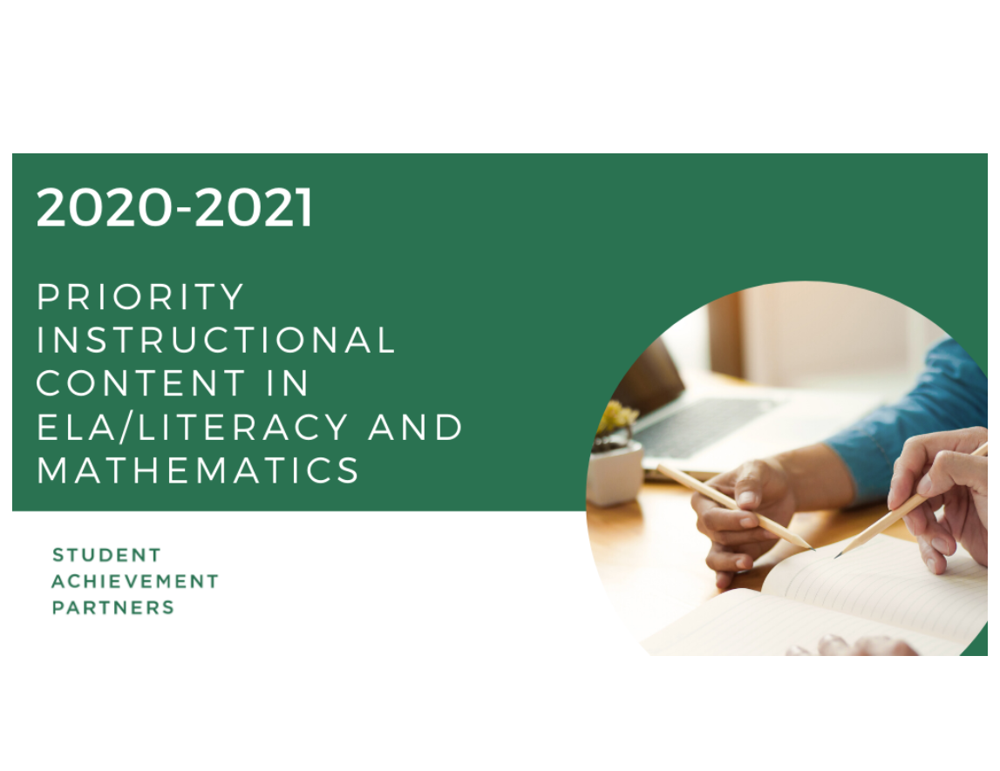 2020-2021
PRIORITY
INSTRUCTIONAL
CONTENT IN
ELA/LITERACY AND
MATHEMATICS
STUDENT
ACHIEVEMENT
PARTNERS